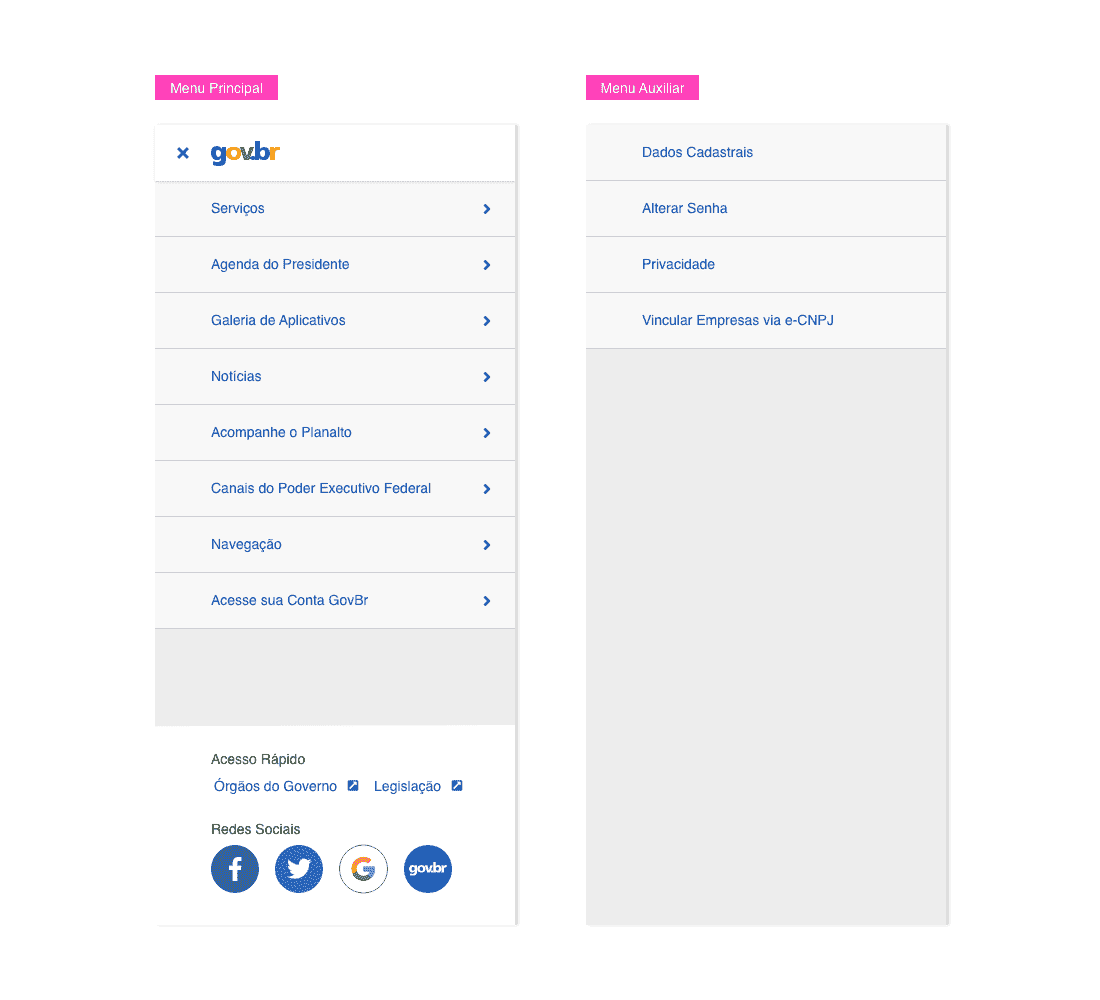 Menu Principal
gov.br
Serviços
Agenda do Presidente
Galeria de Aplicativos
Notícias
Acompanhe o Planalto
Canais do Poder Executivo Federal
Navegação
Acesse sua Conta GovBr
Acesso Rápido
Órgãos do Governo
Legislação
Redes Sociais
gov.br
Menu Auxiliar
Dados Cadastrais
Alterar Senha
Privacidade
Vincular Empresas via e-CNPJ